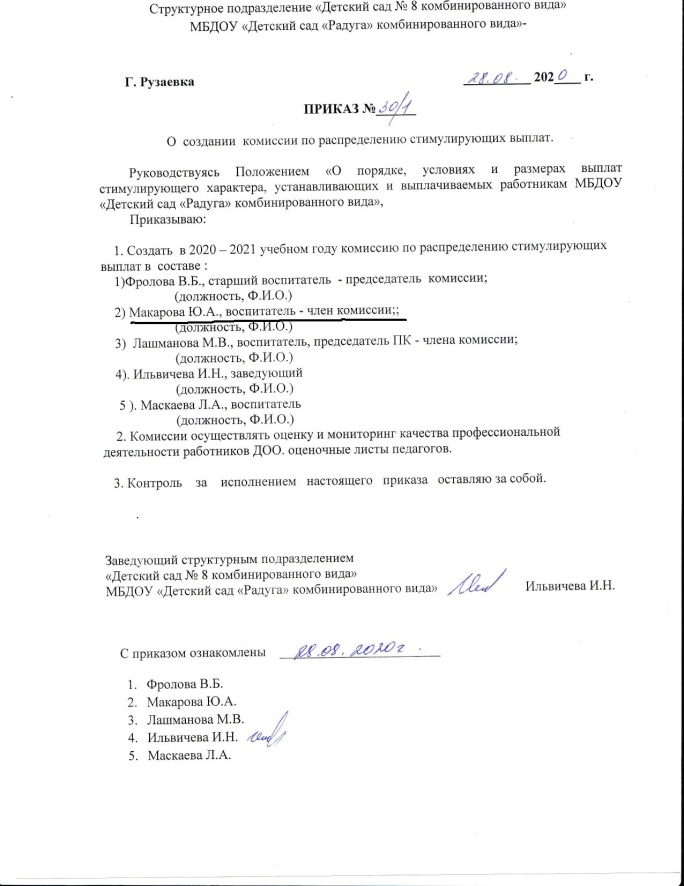 Структурное подразделение «Детский сад № 8 комбинированного вида»
МБДОУ «Детский сад «Радуга» комбинированного вида»-
Г. Рузаевка 28.08. 2020 г.
ПРИКАЗ № 30/1
О создании комиссии по распределению стимулирующих выплат.
Руководствуясь Положением «О порядке, условиях и размерах выплат
стимулирующего характера, устанавливающих и выплачиваемых работникам МБДОУ
«Детский сад «Радуга» комбинированного вида»,
Приказываю:
1. Создать в 2020 – 2021 учебном году комиссию по распределению стимулирующих
выплат в составе :
1)Фролова В.Б., старший воспитатель - председатель комиссии;
(должность, Ф.И.О.)
2) Макарова Ю.А., воспитатель - член комиссии;;
(должность, Ф.И.О.)
3) Лашманова М.В., воспитатель, председатель ПК - члена комиссии;
(должность, Ф.И.О.)
4). Ильвичева И.Н., заведующий
(должность, Ф.И.О.)
5 ). Маскаева Л.А., воспитатель
(должность, Ф.И.О.)
2. Комиссии осуществлять оценку и мониторинг качества профессиональной
деятельности работников ДОО. оценочные листы педагогов.
3. Контроль за исполнением настоящего приказа оставляю за собой.
Заведующий структурным подразделением
«Детский сад № 8 комбинированного вида»
МБДОУ «Детский сад «Радуга» комбинированного вида» Ильвичева И.Н.
С приказом ознакомлены 28.08.2020г.
1. Фролова В.Б.
2. Макарова Ю.А.
3. Лашманова М.В.
4. Ильвичева И.Н.
5. Маскаева Л.А.